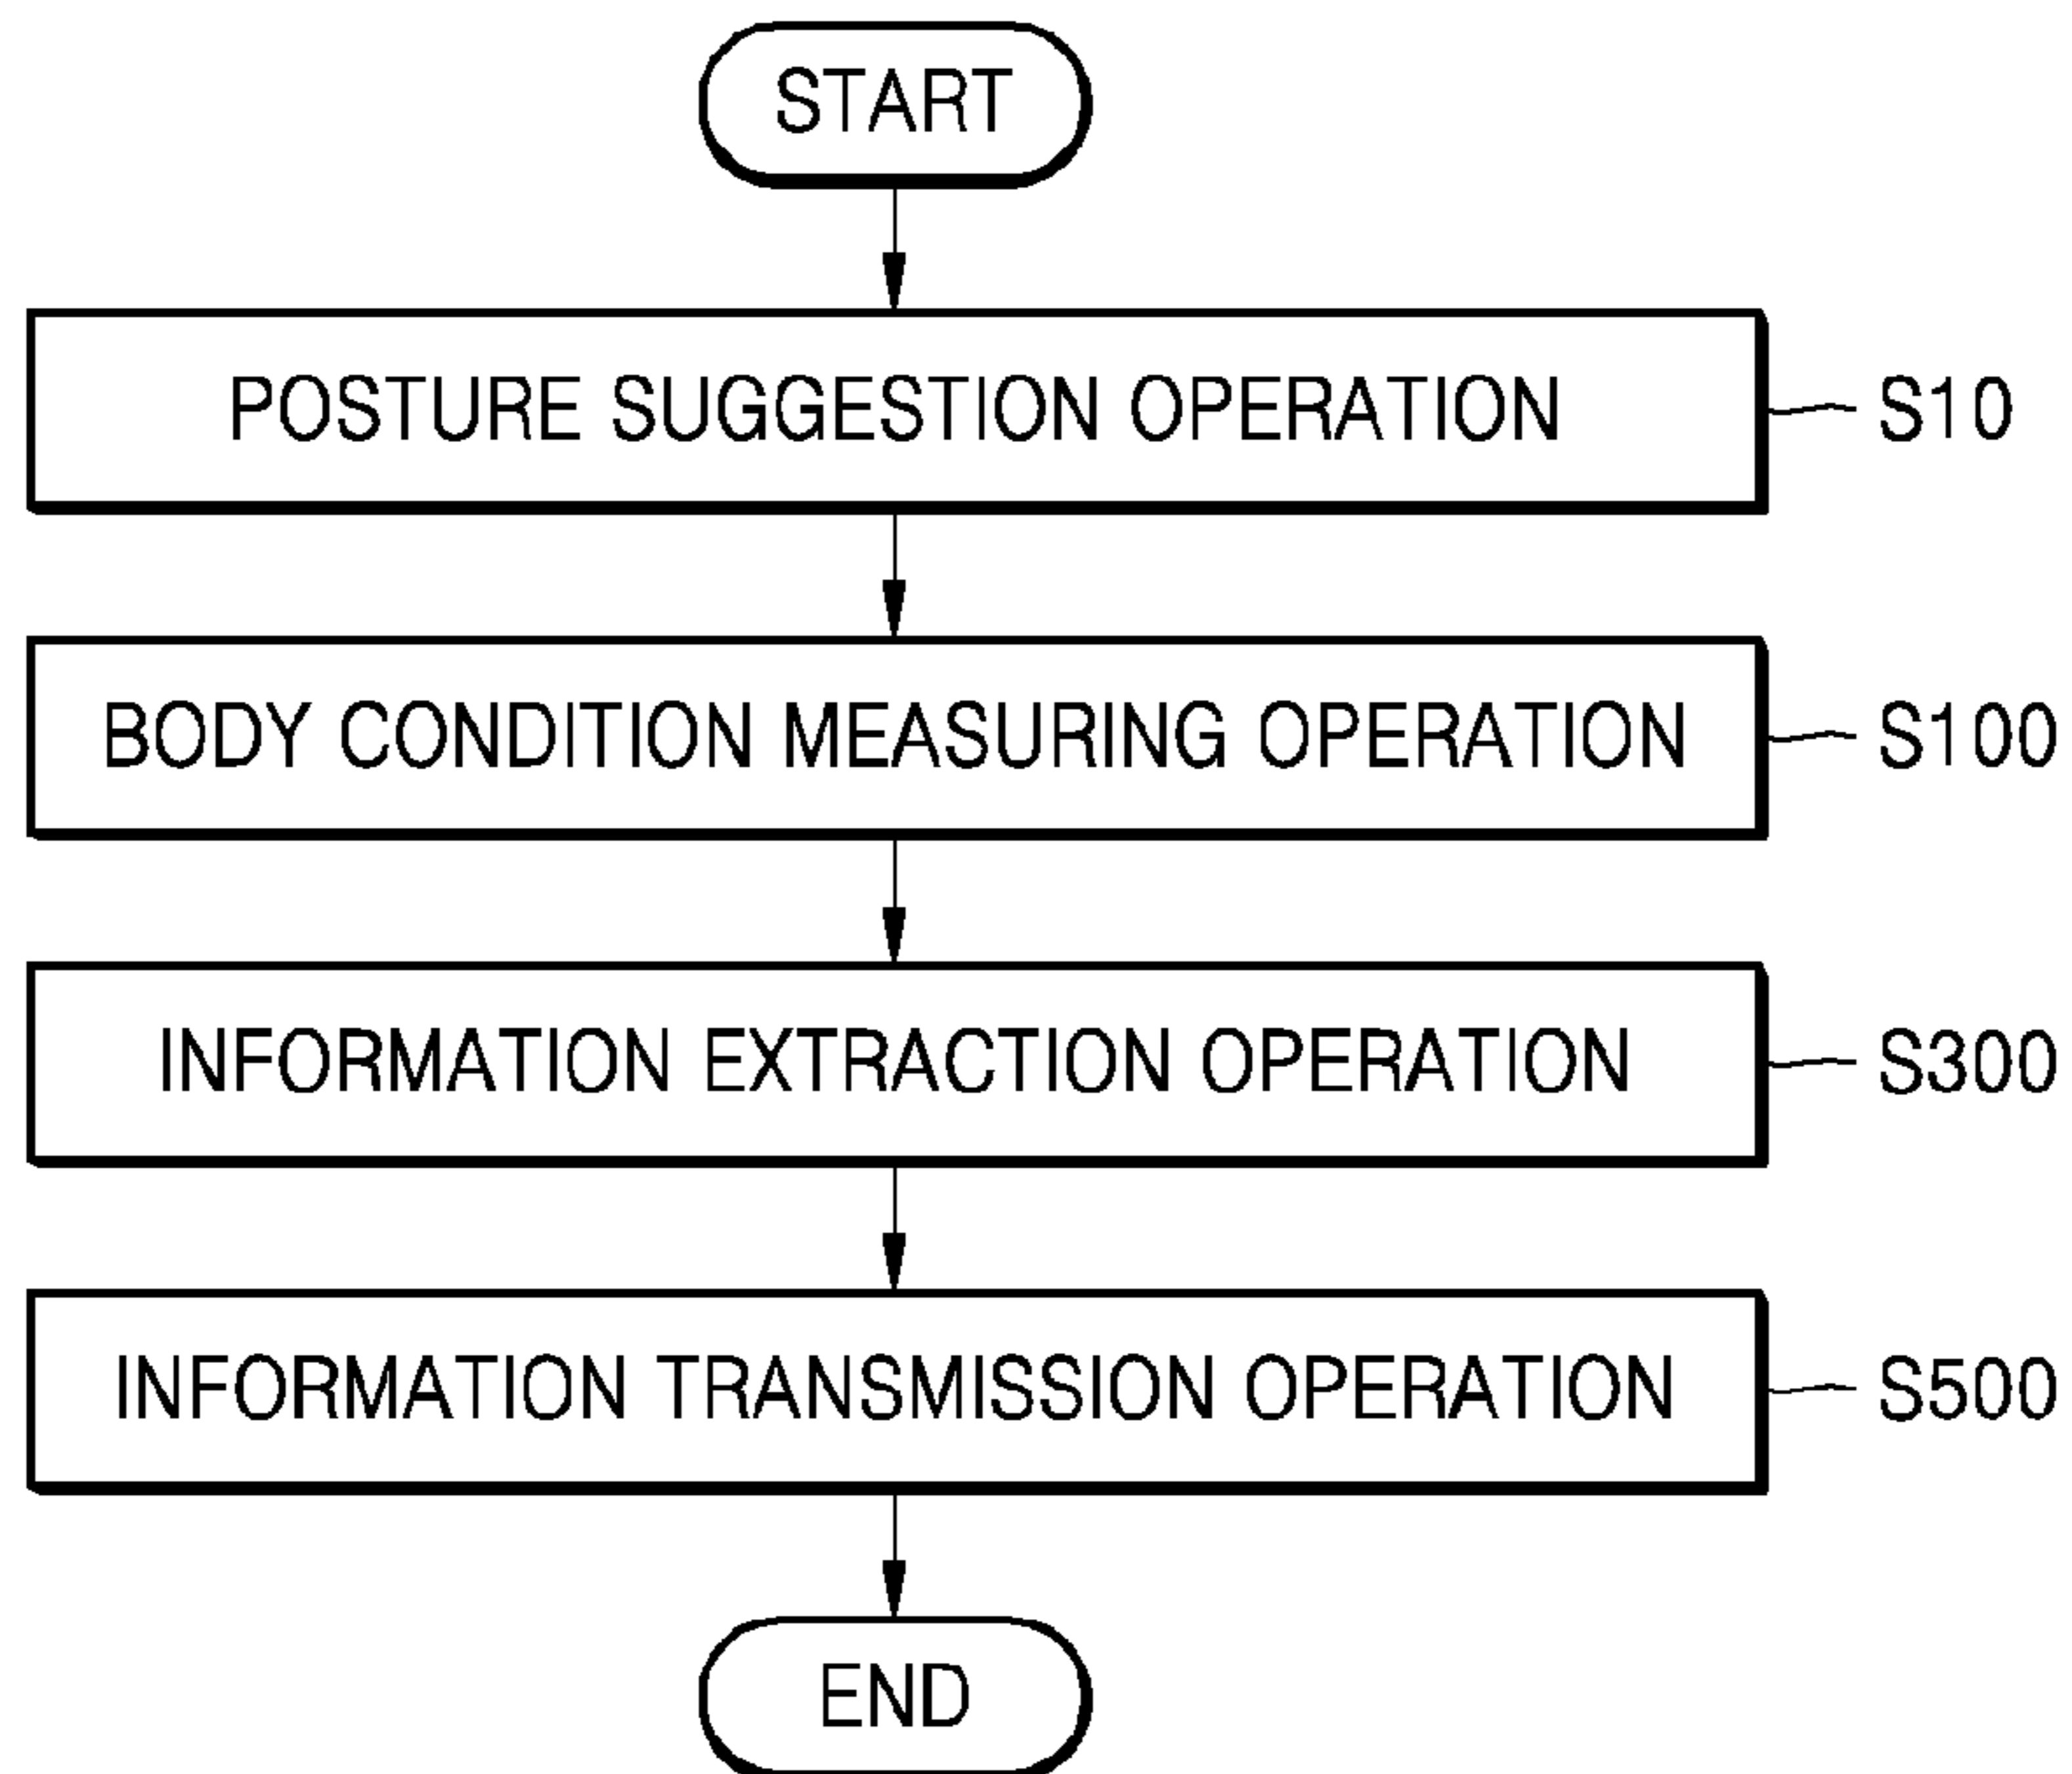 START
POSTURE SUGGESTION OPERATION S10
BODY CONDITION MEASURING OPERATION S100
INFORMATION EXTRACTION OPERATION S300
INFORMATION TRANSMISSION OPERATION S500
END